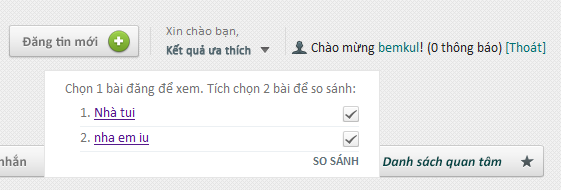 Đăng tin mới
Xin chào bạn,
Kết quả ưa thích
Chào mừng bemkul! (0 thông báo) [Thoát]
Chọn 1 bài đăng để xem. Tích chọn 2 bài để so sánh:
1. Nhà tui
2. nha em iu
SO SÁNH
nhắn
Danh sách quan tâm